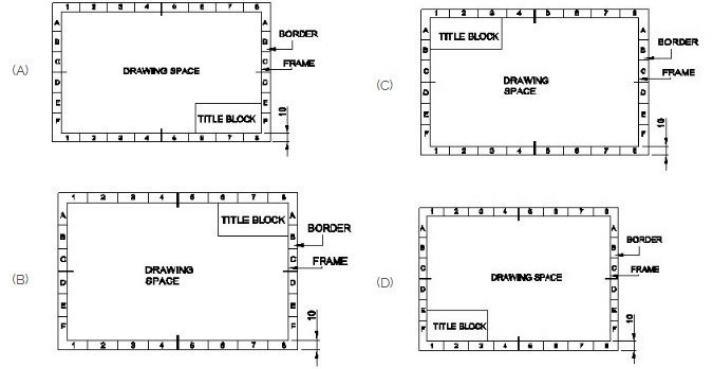 1 2 3 4 5 6 7 8
A A
B B
BORDER
(A)
C C
DRAWING SPACE
FRAME
D D
E E
F F
TITLE BLOCK
10
1 2 3 4 5 6 7 8
1 2 3 4 5 6 7 8
A A
TITLE BLOCK
B B
BORDER
C C
FRAME
(B)
DRAWING
SPACE
D D
E E
F F
10
1 2 3 4 5 6 7 8
1 2 3 4 5 6 7 8
A A
TITLE BLOCK
B B
BORDER
C C
FRAME
(C)
DRAWING
SPACE
D D
E E
F F
10
1 2 3 4 5 6 7 8
1 2 3 4 5 6 7 8
A A
B B
BORDER
C C
FRAME
(D)
DRAWING SPACE
D D
E E
F F
TITLE BLOCK
10
1 2 3 4 5 6 7 8